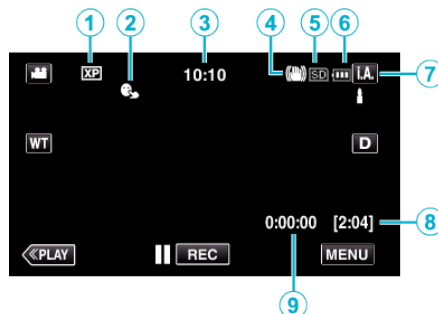 1 2 3 4 5 6
XP 10:10 SD i.A. 7
WT D
0:00:00 [2:04] 8
≪PLAY REC MENU
9